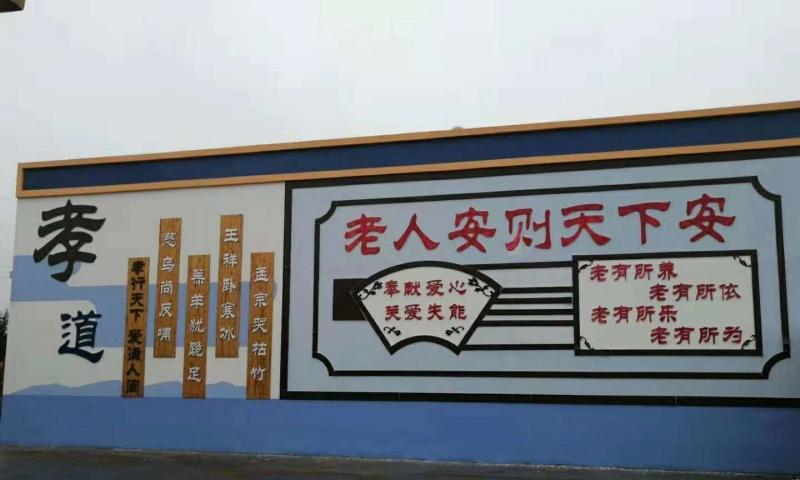 孝道
孝行天下 爱满人间
慈乌尚反哺
羔羊犹跪足
王祥卧寒冰
孟宗哭枯竹
老人安则天下安
奉献爱心
关爱失能
老有所养
老有所依
老有所乐
老有所为